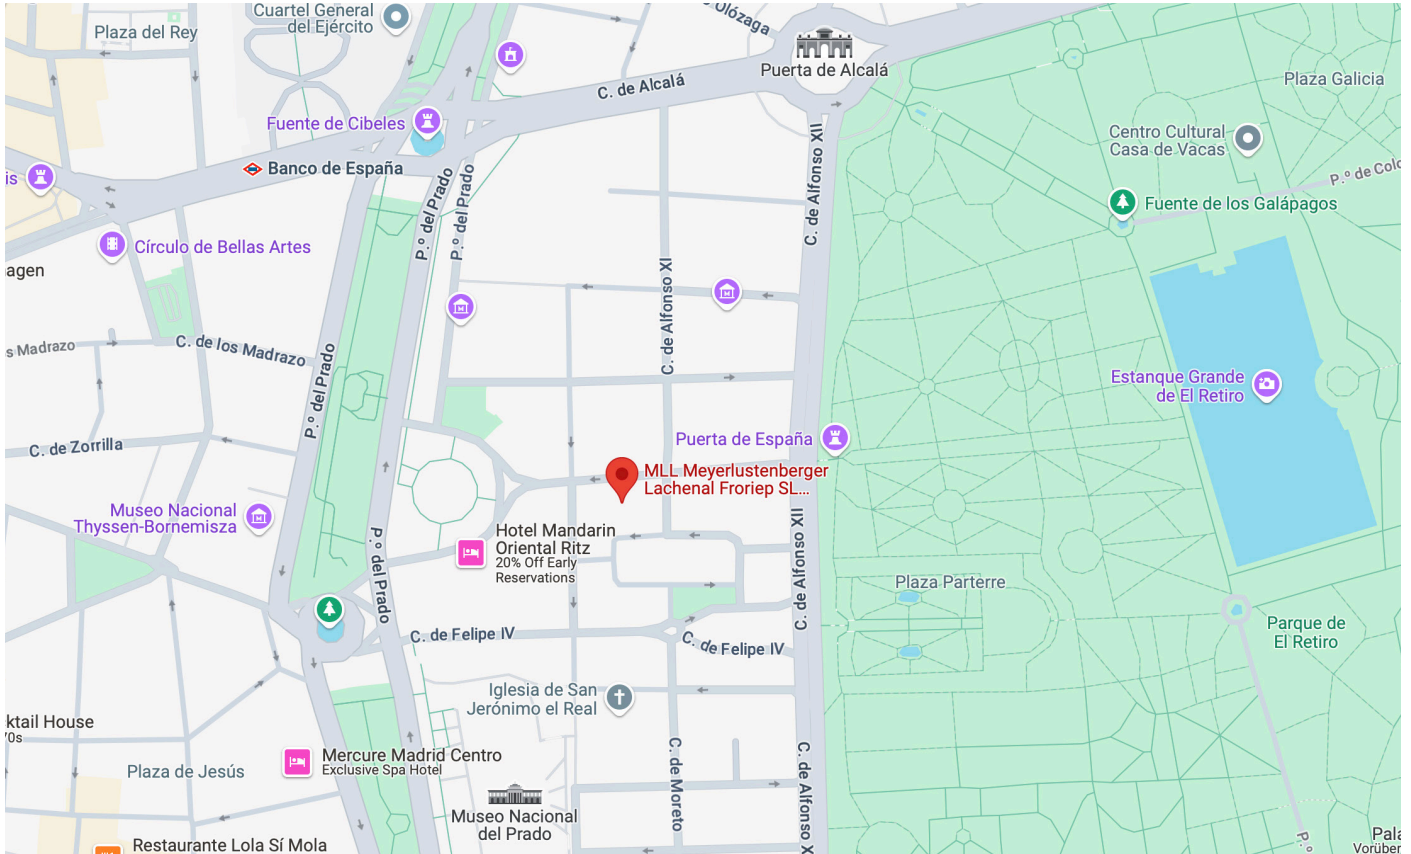 Cuartel General
del Ejército
Olózaga
Plaza del Rey
Puerta de Alcalá
Plaza Galicia
C. de Alcalá
Fuente de Cibeles
Centro Cultural
Casa de Vacas
Banco de España
P.º de Colo
is
P.º del Prado
P.º del Prado
C. de Alfonso XII
Fuente de los Galápagos
Círculo de Bellas Artes
agen
C. de Alfonso XI
s Madrazo
C. de los Madrazo
P.º del Prado
Estanque Grande
de El Retiro
C. de Zorrilla
Puerta de España
MLL Meyerlustenberger
Lachenal Froriep SL...
Museo Nacional
Thyssen-Bornemisza
Hotel Mandarin
Oriental Ritz
20% Off Early
Reservations
P.º del Prado
C. de Alfonso XII
Plaza Parterre
Parque de
El Retiro
C. de Felipe IV
C. de Felipe IV
Iglesia de San
Jerónimo el Real
ktail House
70s
Mercure Madrid Centro
Exclusive Spa Hotel
Plaza de Jesús
C. de Moreto
C. de Alfonso X
Museo Nacional
del Prado
P.º
Restaurante Lola Sí Mola
Pala
Vorüber